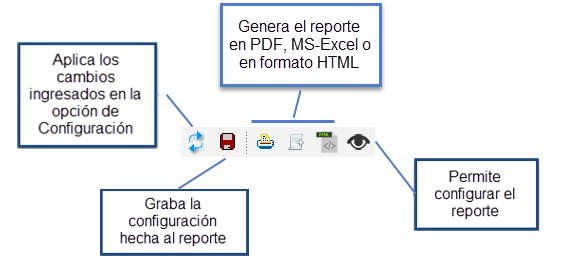 Genera el reporte
en PDF, MS-Excel o
en formato HTML
Aplica los
cambios
ingresados en la
opción de
Configuración
HTML
</>
Graba la
configuración
hecha al reporte
Permite
configurar el
reporte